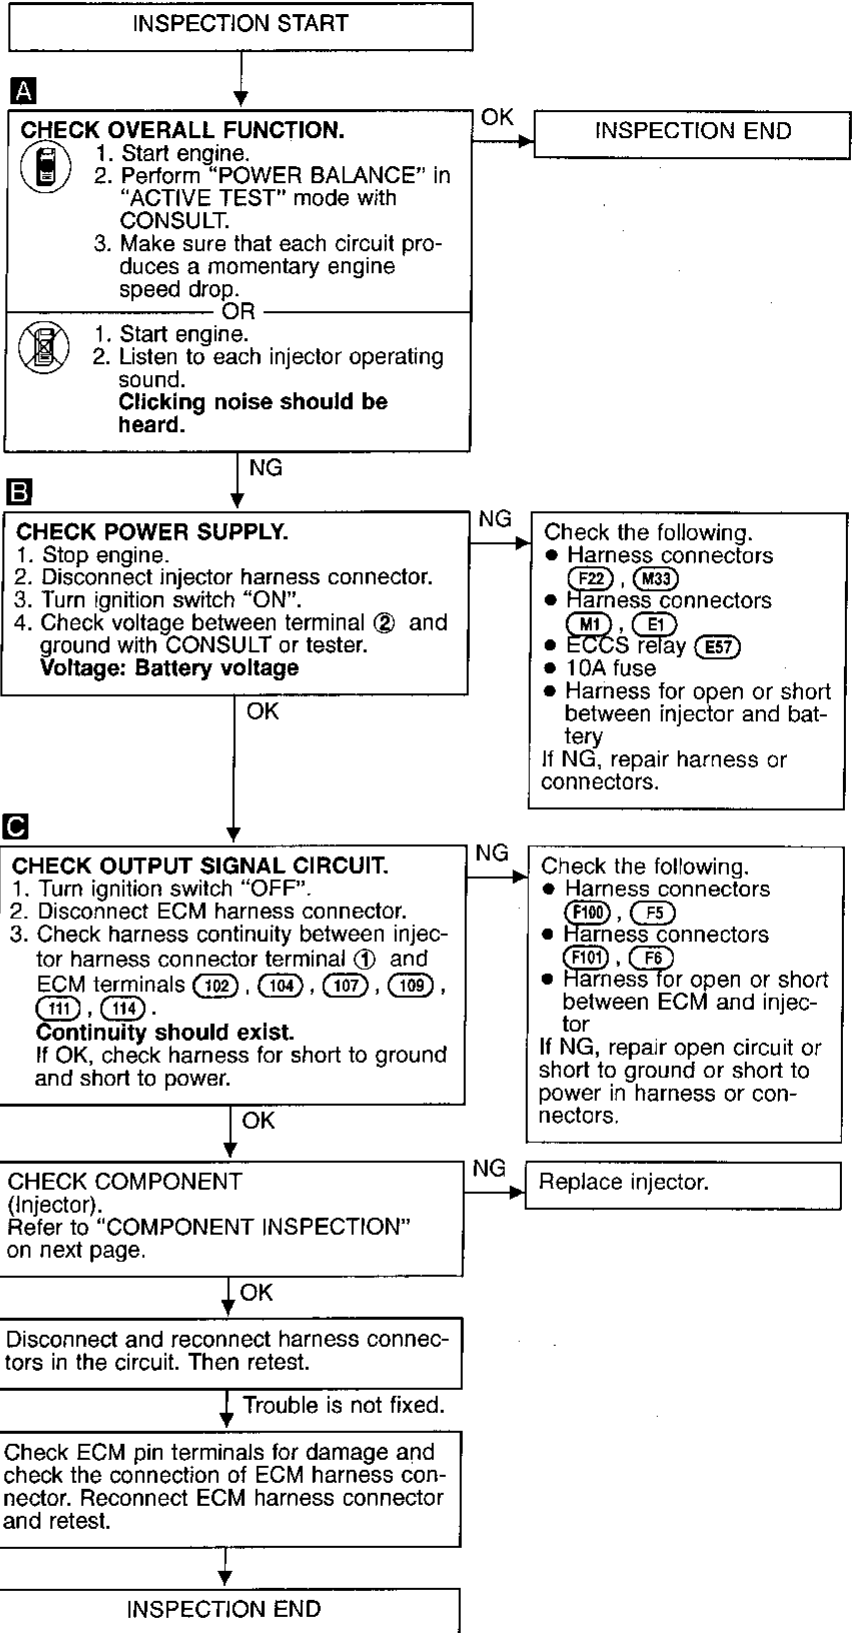 INSPECTION START
A
CHECK OVERALL FUNCTION.
1. Start engine.
2. Perform “POWER BALANCE” in
“ACTIVE TEST” mode with
CONSULT.
3. Make sure that each circuit pro-
duces a momentary engine
speed drop.
OR
1. Start engine.
2. Listen to each injector operating
sound.
Clicking noise should be
heard.
OK
INSPECTION END
NG
B
CHECK POWER SUPPLY.
1. Stop engine.
2. Disconnect injector harness connector.
3. Turn ignition switch “ON”.
4. Check voltage between terminal ② and
ground with CONSULT or tester.
Voltage: Battery voltage
NG
Check the following.
● Harness connectors
F22 , M33
● Harness connectors
M1 , E1
● ECCS relay E57
● 10A fuse
● Harness for open or short
between injector and bat-
tery
If NG, repair harness or
connectors.
OK
C
CHECK OUTPUT SIGNAL CIRCUIT.
1. Turn ignition switch “OFF”.
2. Disconnect ECM harness connector.
3. Check harness continuity between injec-
tor harness connector terminal ① and
ECM terminals 102 , 104 , 107 , 109 ,
111 , 114 .
Continuity should exist.
If OK, check harness for short to ground
and short to power.
NG
Check the following.
● Harness connectors
F100 , F5
● Harness connectors
F101 , F6
● Harness for open or short
between ECM and injec-
tor
If NG, repair open circuit or
short to ground or short to
power in harness or con-
nectors.
OK
CHECK COMPONENT
(Injector).
Refer to “COMPONENT INSPECTION”
on next page.
NG
Replace injector.
OK
Disconnect and reconnect harness connec-
tors in the circuit. Then retest.
Trouble is not fixed.
Check ECM pin terminals for damage and
check the connection of ECM harness con-
nector. Reconnect ECM harness connector
and retest.
INSPECTION END